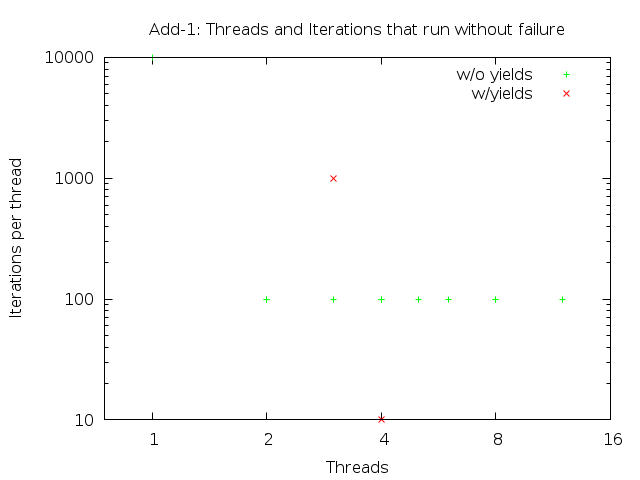 Add-1: Threads and Iterations that run without failure
10000
w/o yields
w/yields
1000
Iterations per thread
100
10
1 2 4 8 16
Threads